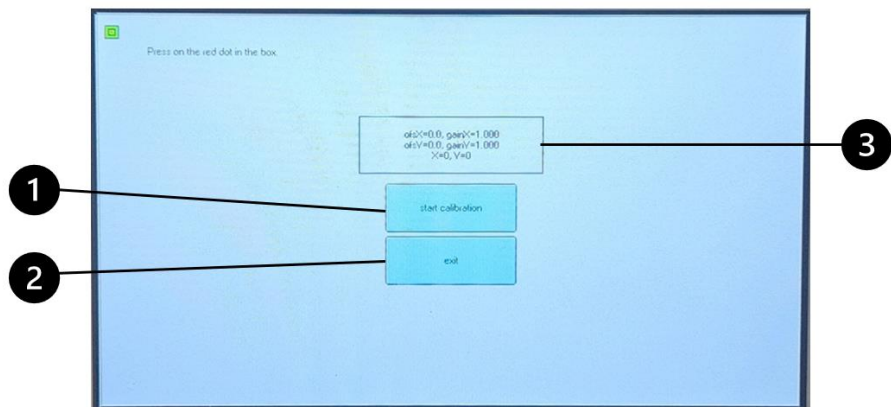 Press on the red dot in the box.
ofsX=0.0, gainX=1.000
ofsY=0.0, gainY=1.000
X=0, Y=0
3
1
start calibration
exit
2